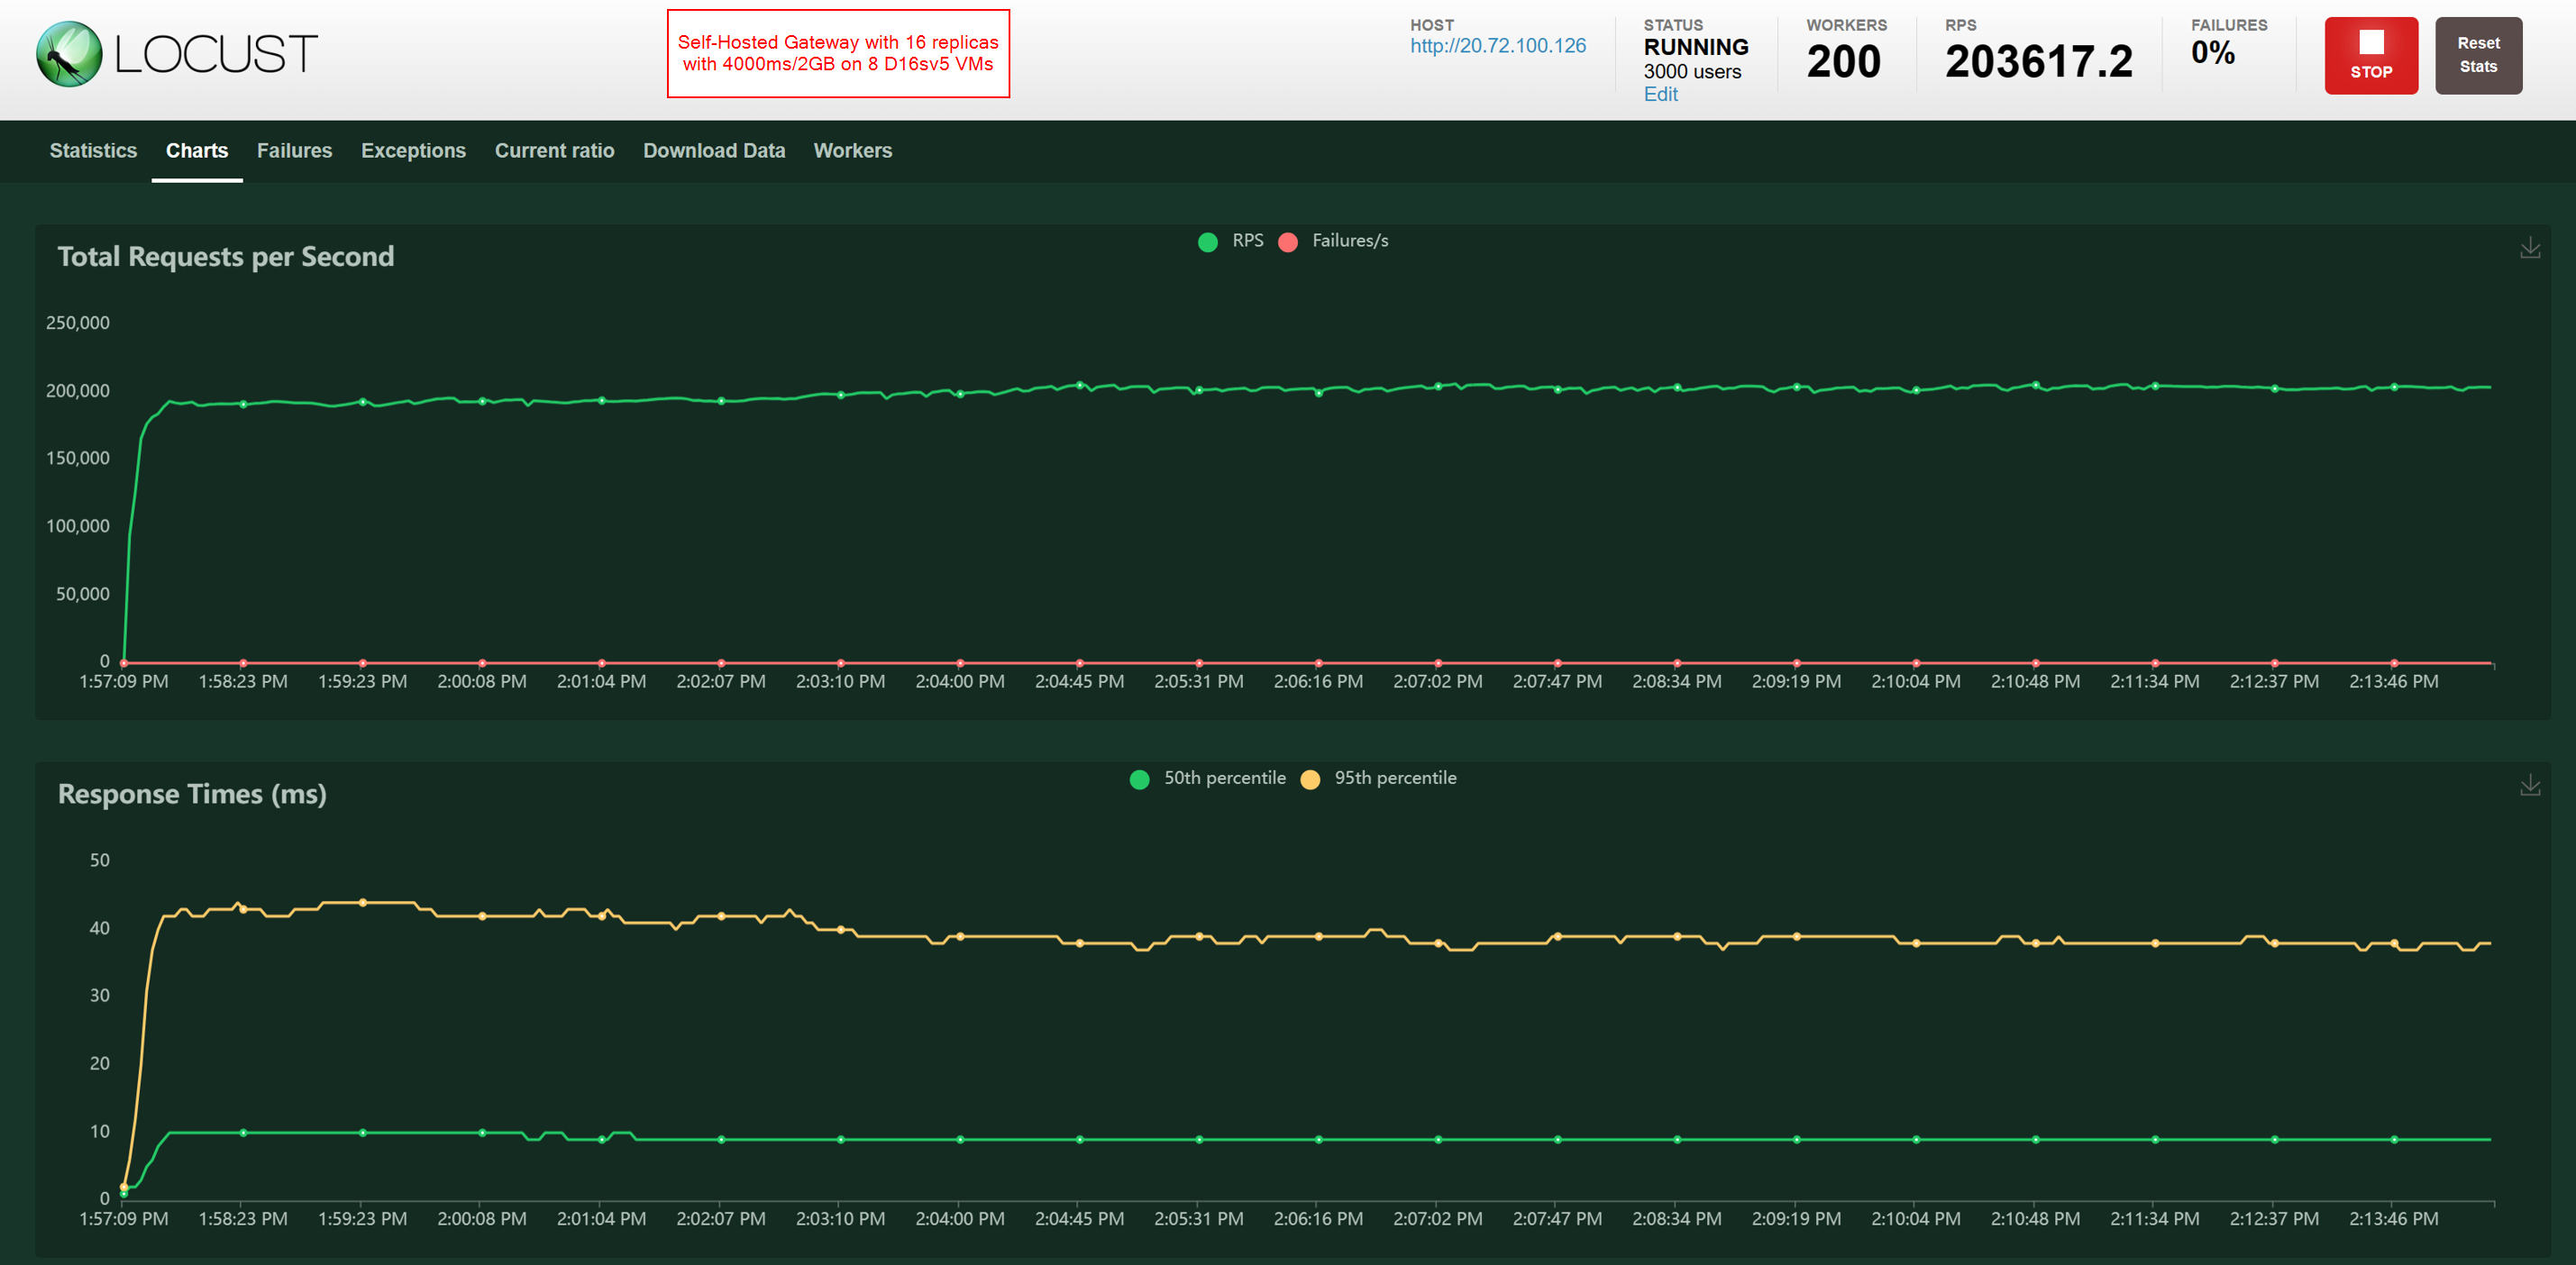 LOCUST
Self-Hosted Gateway with 16 replicas
with 4000ms/2GB on 8 D16sv5 VMs
HOST
http://20.72.100.126
STATUS
RUNNING
3000 users
Edit
WORKERS
200
RPS
203617.2
FAILURES
0%
STOP
Reset
Stats
Statistics Charts Failures Exceptions Current ratio Download Data Workers
Total Requests per Second
RPS Failures/s
250,000
200,000
150,000
100,000
50,000
0
1:57:09 PM 1:58:23 PM 1:59:23 PM 2:00:08 PM 2:01:04 PM 2:02:07 PM 2:03:10 PM 2:04:00 PM 2:04:45 PM 2:05:31 PM 2:06:16 PM 2:07:02 PM 2:07:47 PM 2:08:34 PM 2:09:19 PM 2:10:04 PM 2:10:48 PM 2:11:34 PM 2:12:37 PM 2:13:46 PM
Response Times (ms)
50th percentile 95th percentile
50
40
30
20
10
0
1:57:09 PM 1:58:23 PM 1:59:23 PM 2:00:08 PM 2:01:04 PM 2:02:07 PM 2:03:10 PM 2:04:00 PM 2:04:45 PM 2:05:31 PM 2:06:16 PM 2:07:02 PM 2:07:47 PM 2:08:34 PM 2:09:19 PM 2:10:04 PM 2:10:48 PM 2:11:34 PM 2:12:37 PM 2:13:46 PM